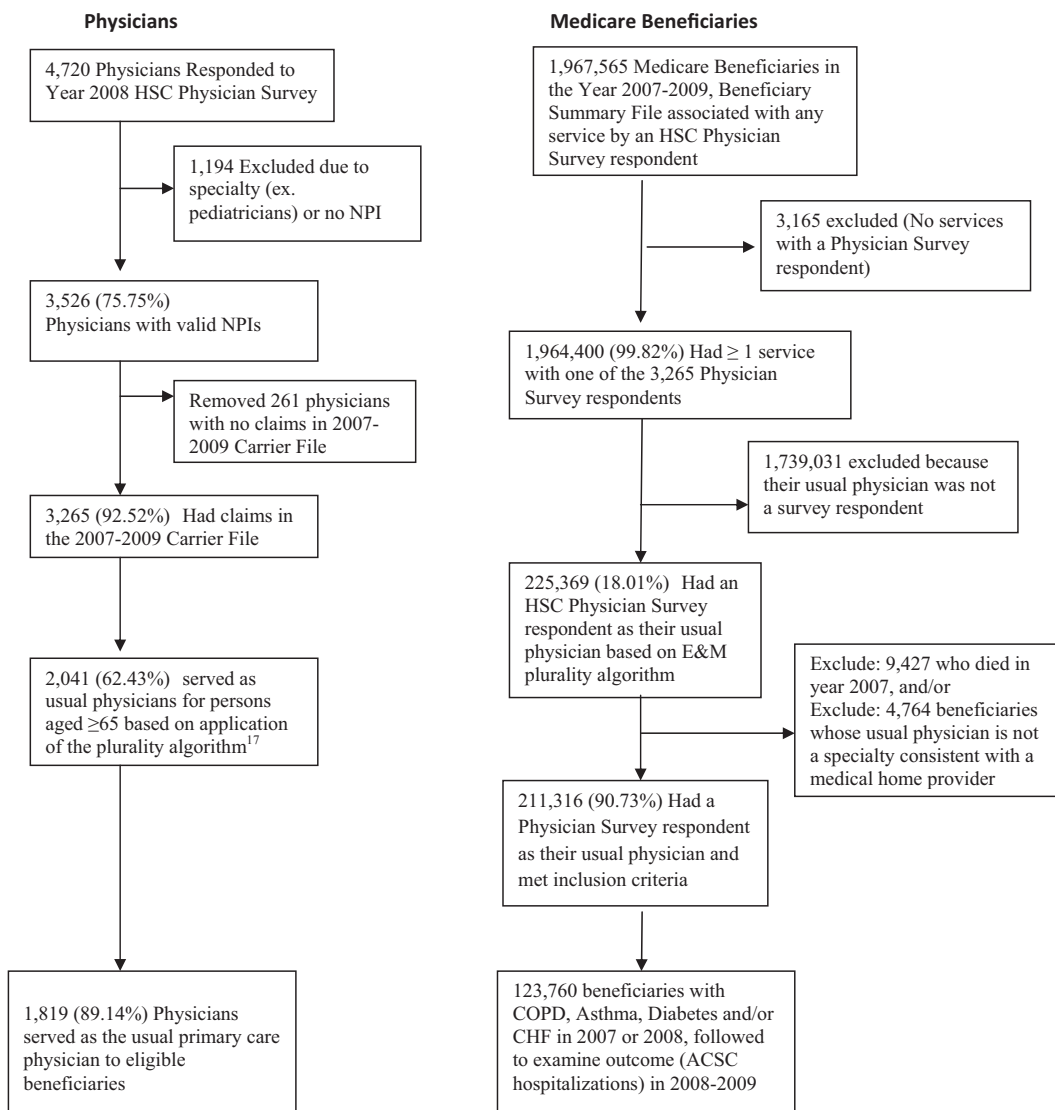 Physicians
4,720 Physicians Responded to
Year 2008 HSC Physician Survey
1,194 Excluded due to
specialty (ex.
pediatricians) or no NPI
3,526 (75.75%)
Physicians with valid NPIs
Removed 261 physicians
with no claims in 2007-
2009 Carrier File
3,265 (92.52%) Had claims in
the 2007-2009 Carrier File
2,041 (62.43%) served as
usual physicians for persons
aged ≥65 based on application
of the plurality algorithm17
1,819 (89.14%) Physicians
served as the usual primary care
physician to eligible
beneficiaries
Medicare Beneficiaries
1,967,565 Medicare Beneficiaries in
the Year 2007-2009, Beneficiary
Summary File associated with any
service by an HSC Physician
Survey respondent
3,165 excluded (No services
with a Physician Survey
respondent)
1,964,400 (99.82%) Had ≥ 1 service
with one of the 3,265 Physician
Survey respondents
1,739,031 excluded because
their usual physician was not
a survey respondent
225,369 (18.01%) Had an
HSC Physician Survey
respondent as their usual
physician based on E&M
plurality algorithm
Exclude: 9,427 who died in
year 2007, and/or
Exclude: 4,764 beneficiaries
whose usual physician is not
a specialty consistent with a
medical home provider
211,316 (90.73%) Had a
Physician Survey respondent
as their usual physician and
met inclusion criteria
123,760 beneficiaries with
COPD, Asthma, Diabetes and/or
CHF in 2007 or 2008, followed
to examine outcome (ACSC
hospitalizations) in 2008-2009